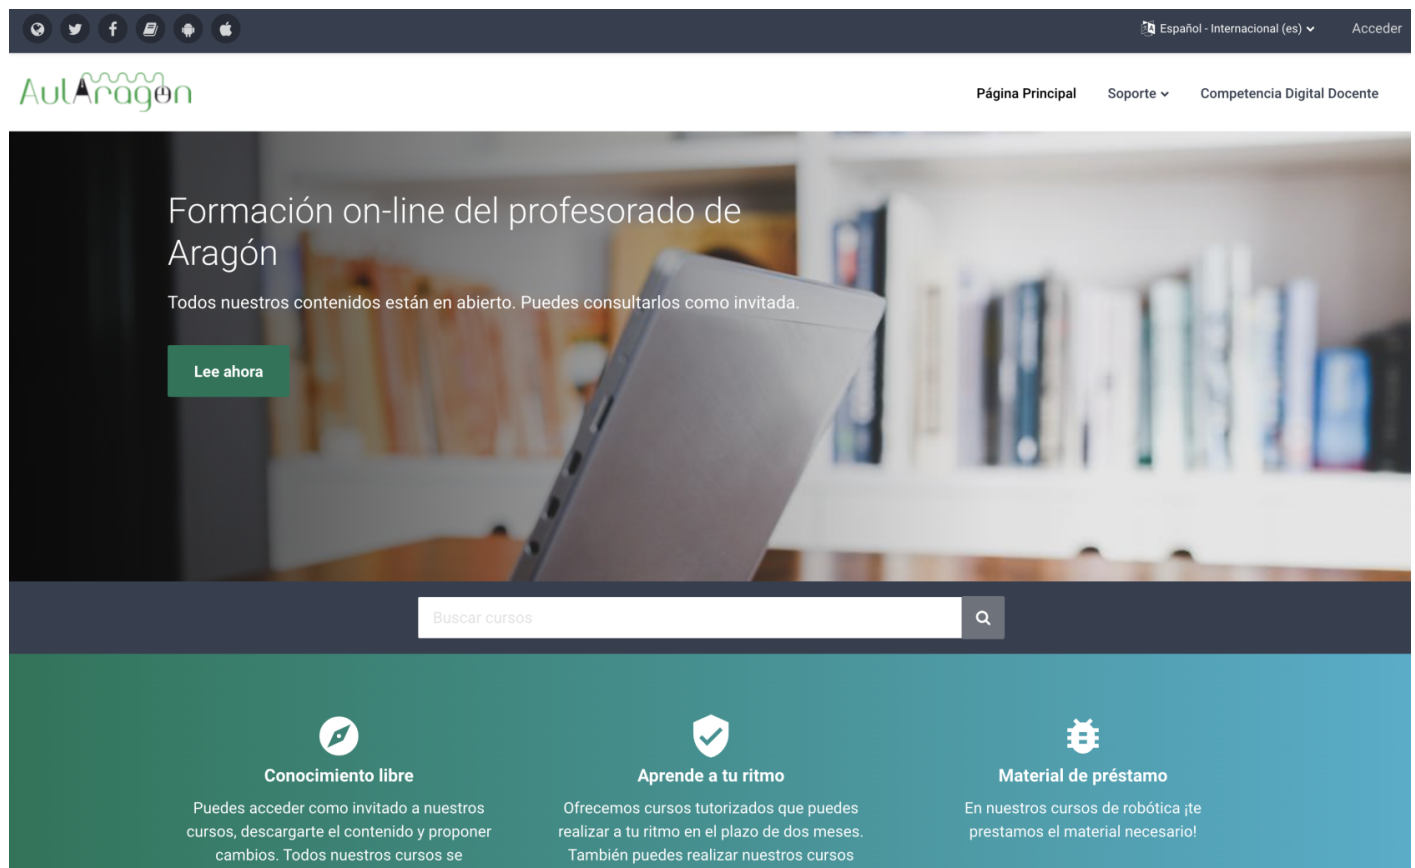 Español - Internacional (es)
Acceder
AulAragón
Página Principal
Soporte
Competencia Digital Docente
Formación on-line del profesorado de
Aragón
Todos nuestros contenidos están en abierto. Puedes consultarlos como invitada.
Lee ahora
Buscar cursos
Conocimiento libre
Puedes acceder como invitado a nuestros
cursos, descargarte el contenido y proponer
cambios. Todos nuestros cursos se
Aprende a tu ritmo
Ofrecemos cursos tutorizados que puedes
realizar a tu ritmo en el plazo de dos meses.
También puedes realizar nuestros cursos
Material de préstamo
En nuestros cursos de robótica ¡te
prestamos el material necesario!